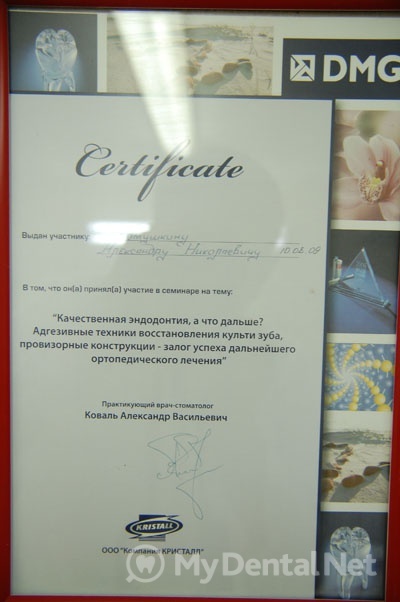 DMG
Certificate
Выдан участнику
Александру Николаевичу 10.02.09
В том, что он(а) принял(а) участие в семинаре на тему:
"Качественная эндодонтия, а что дальше?
Адгезивные техники восстановления культи зуба,
провизорные конструкции - залог успеха дальнейшего
ортопедического лечения"
Практикующий врач-стоматолог
Коваль Александр Васильевич
KRISTALL
ООО "Компания КРИСТАЛЛ"
MyDental.Net